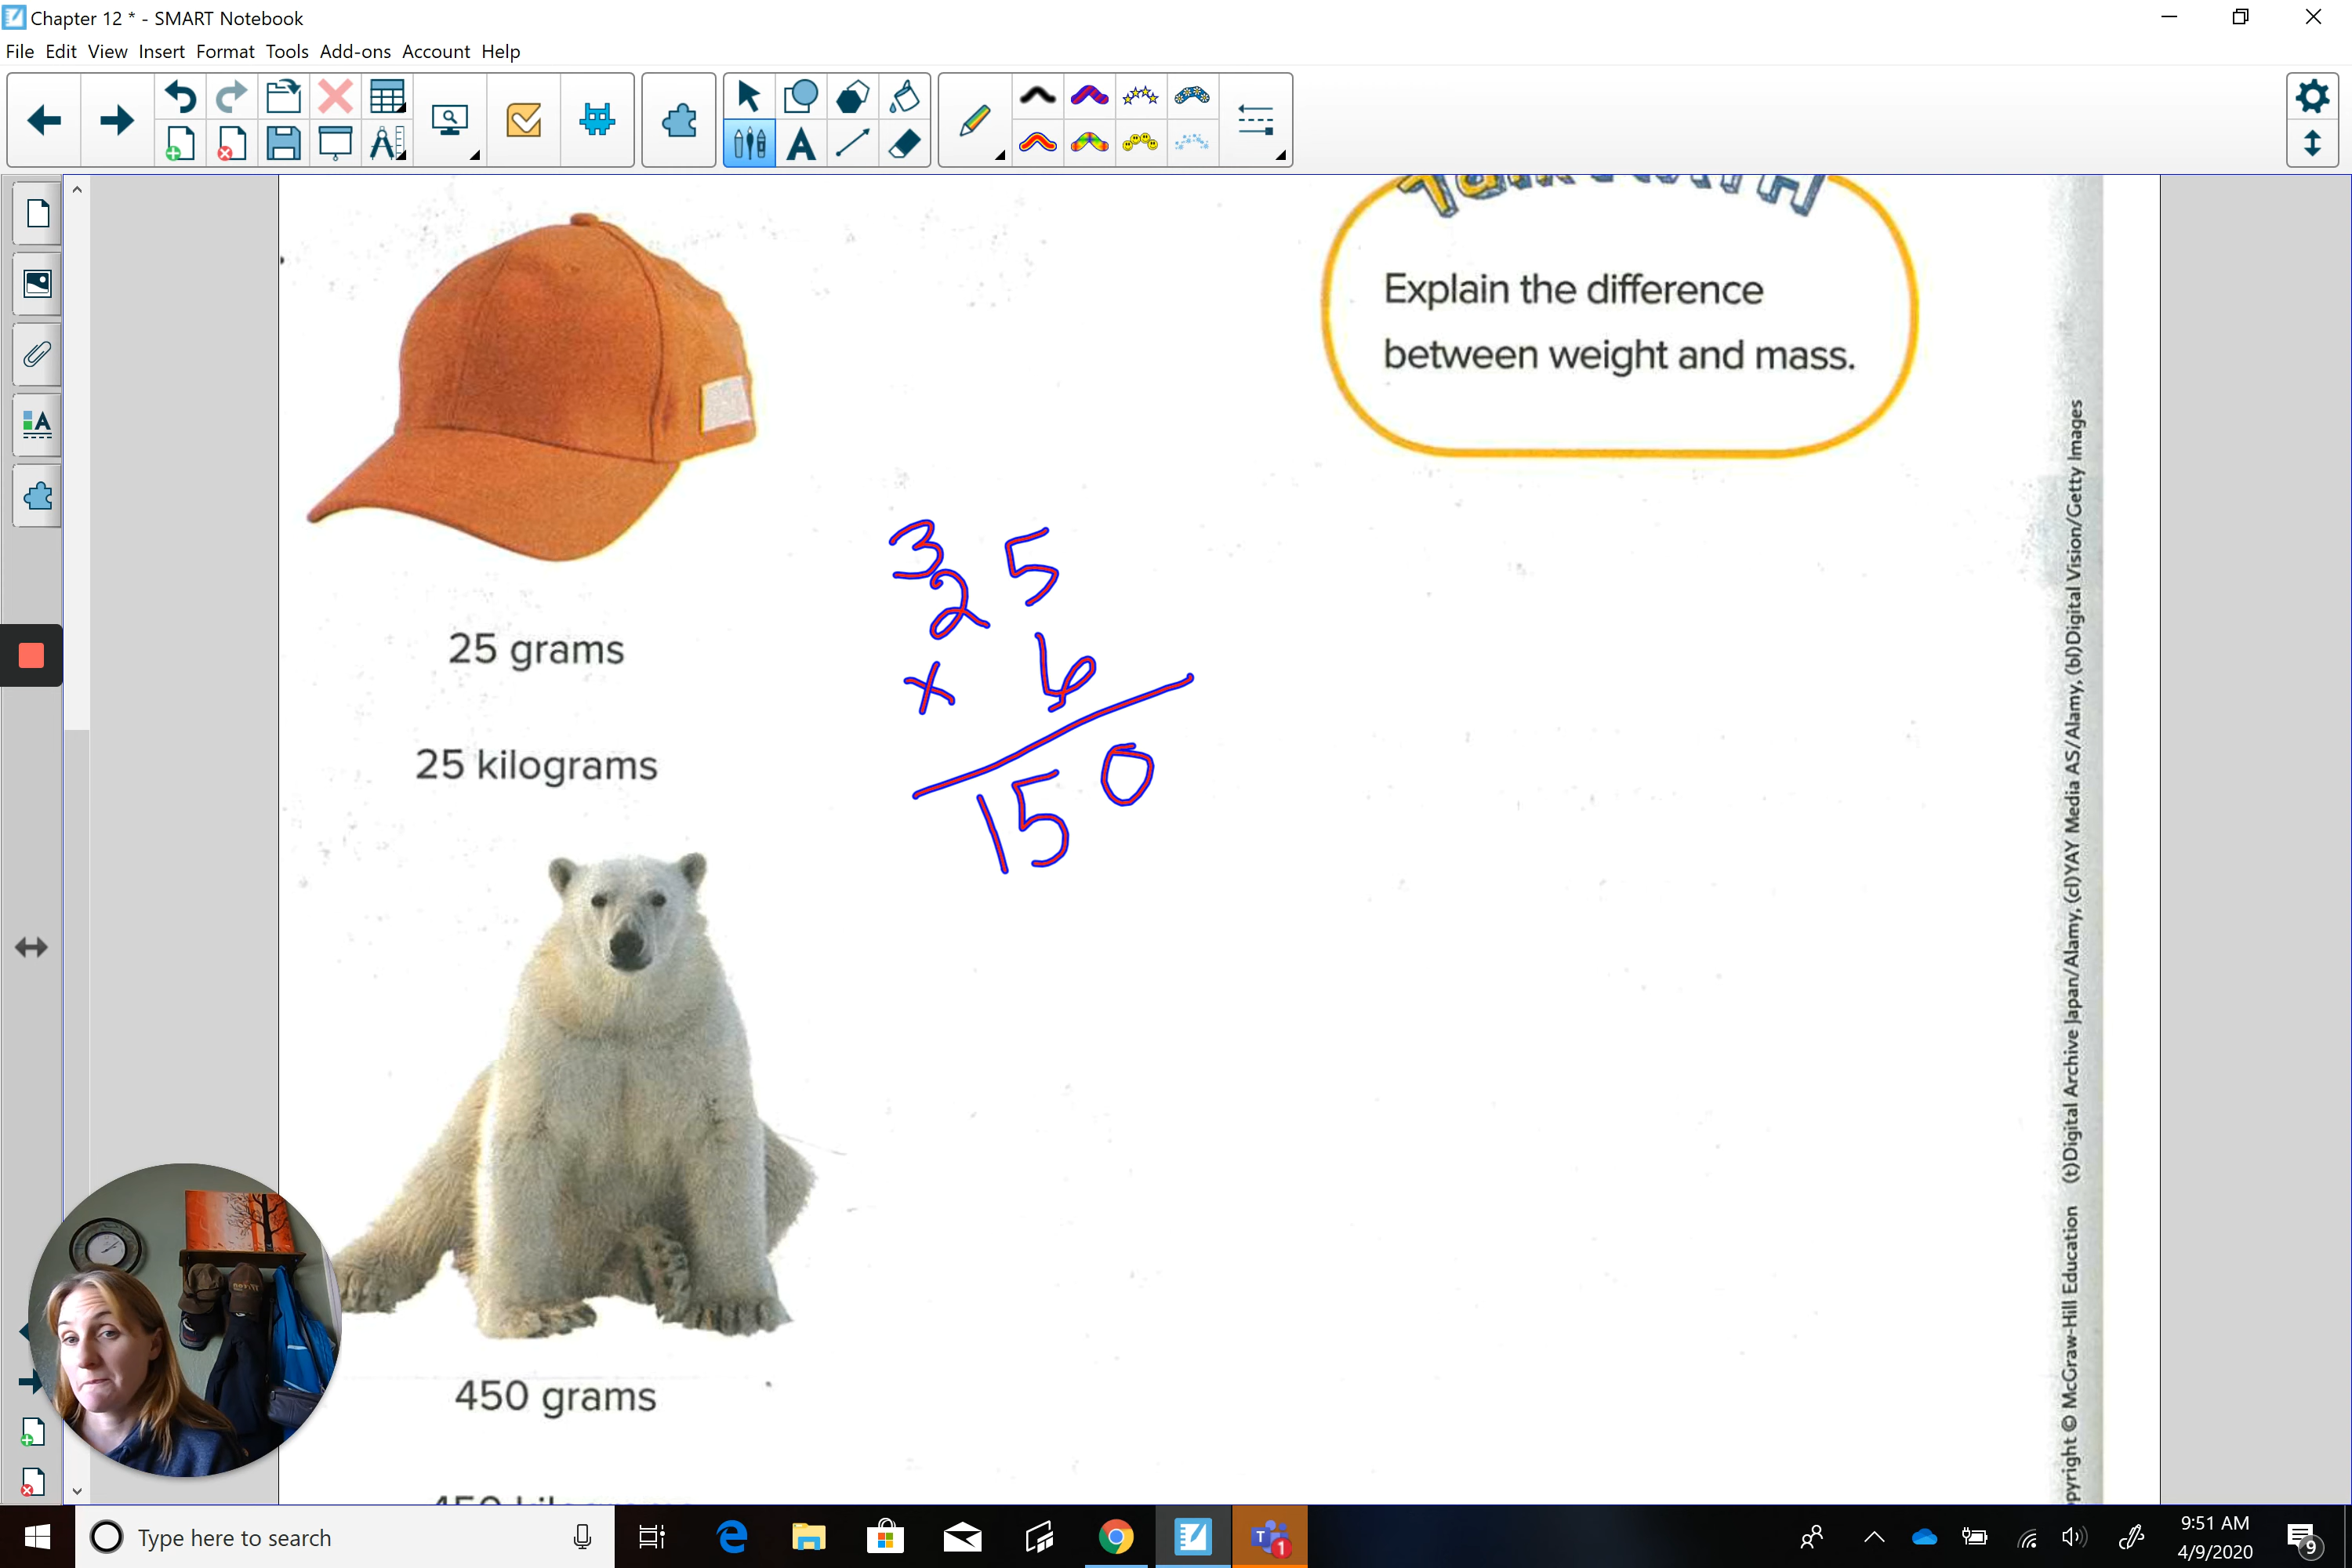 Chapter 12 * - SMART Notebook
File Edit View Insert Format Tools Add-ons Account Help
Explain the difference
between weight and mass.
3
25
x 6
150
25 grams
25 kilograms
450 grams
Copyright © McGraw-Hill Education (t)Digital Archive Japan/Alamy, (cl)YAY Media AS/Alamy, (bl)Digital Vision/Getty Images
Type here to search
1
9:51 AM
4/9/2020
9